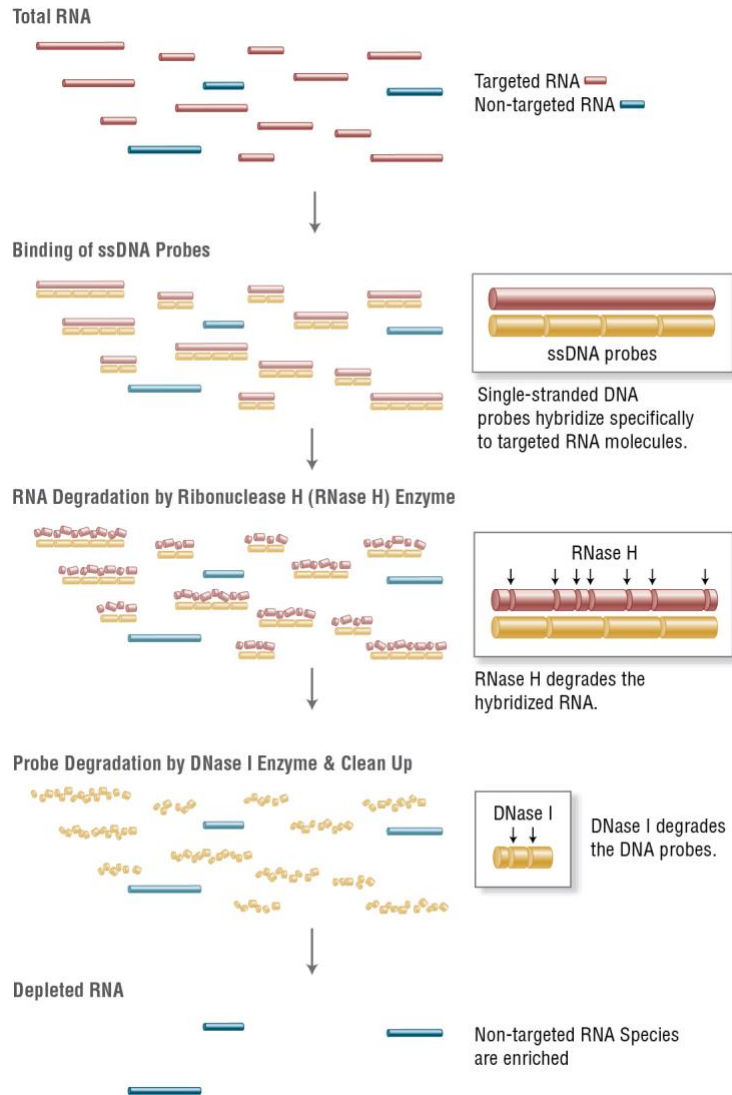 Total RNA
Targeted RNA
Non-targeted RNA
Binding of ssDNA Probes
ssDNA probes
Single-stranded DNA
probes hybridize specifically
to targeted RNA molecules.
RNA Degradation by Ribonuclease H (RNase H) Enzyme
RNase H
RNase H degrades the
hybridized RNA.
Probe Degradation by DNase I Enzyme & Clean Up
DNase I
DNase I degrades
the DNA probes.
Depleted RNA
Non-targeted RNA Species
are enriched